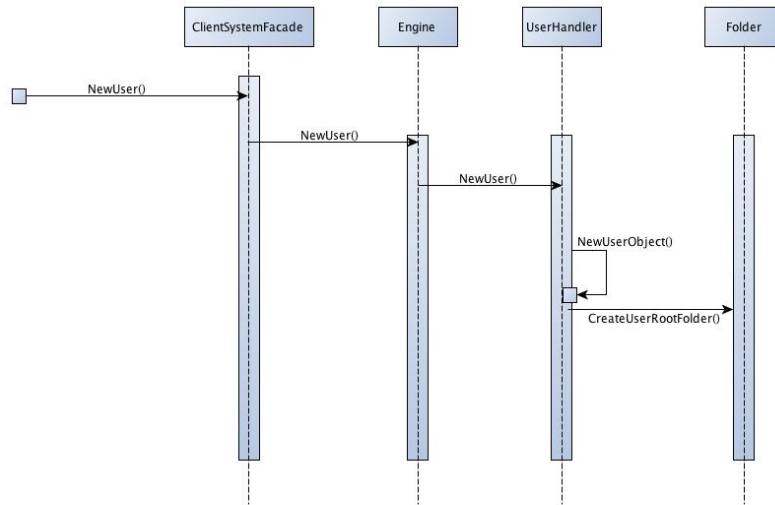 ClientSystemFacade
Engine
UserHandler
Folder
NewUser()
NewUser()
NewUser()
NewUserObject()
CreateUserRootFolder()